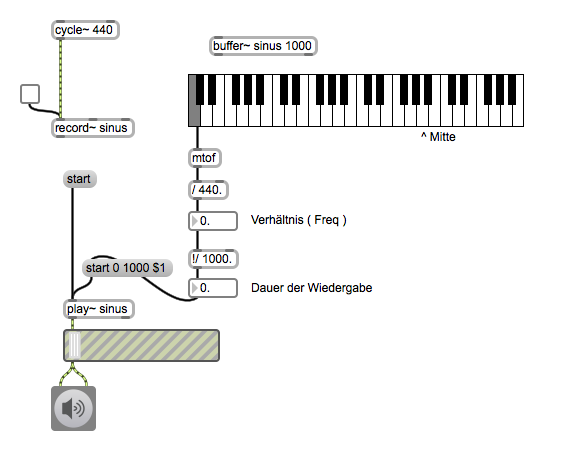 cycle~ 440
buffer~ sinus 1000
record~ sinus
^ Mitte
mtof
start
/ 440.
0.
Verhältnis ( Freq )
!/ 1000.
start 0 1000 $1
0.
Dauer der Wiedergabe
play~ sinus